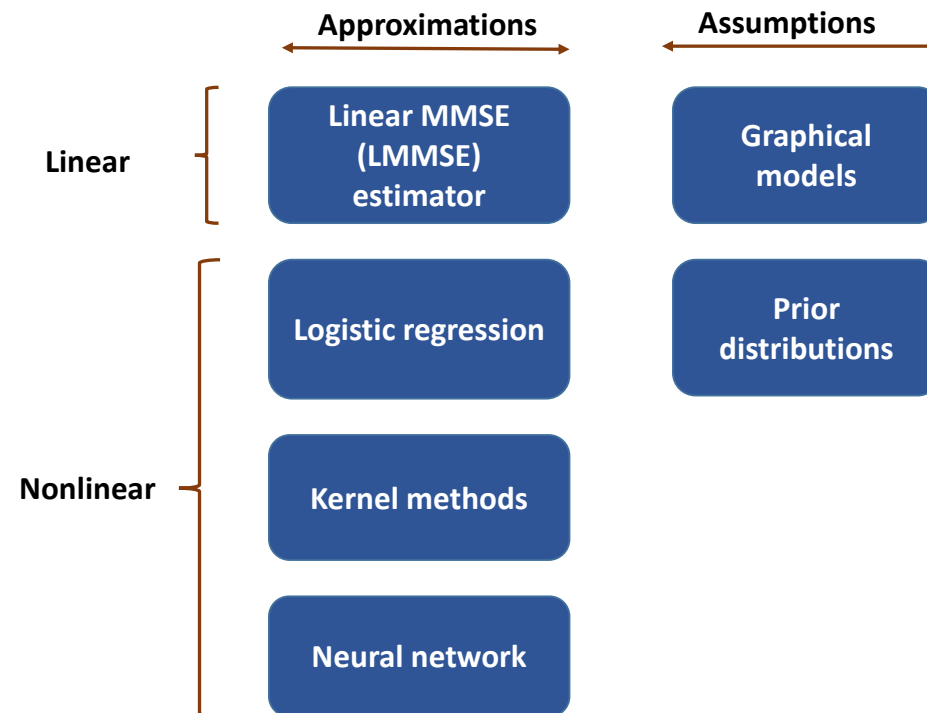 Approximations
Assumptions
Linear
Linear MMSE
(LMMSE)
estimator
Graphical
models
Nonlinear
Logistic regression
Prior
distributions
Kernel methods
Neural network